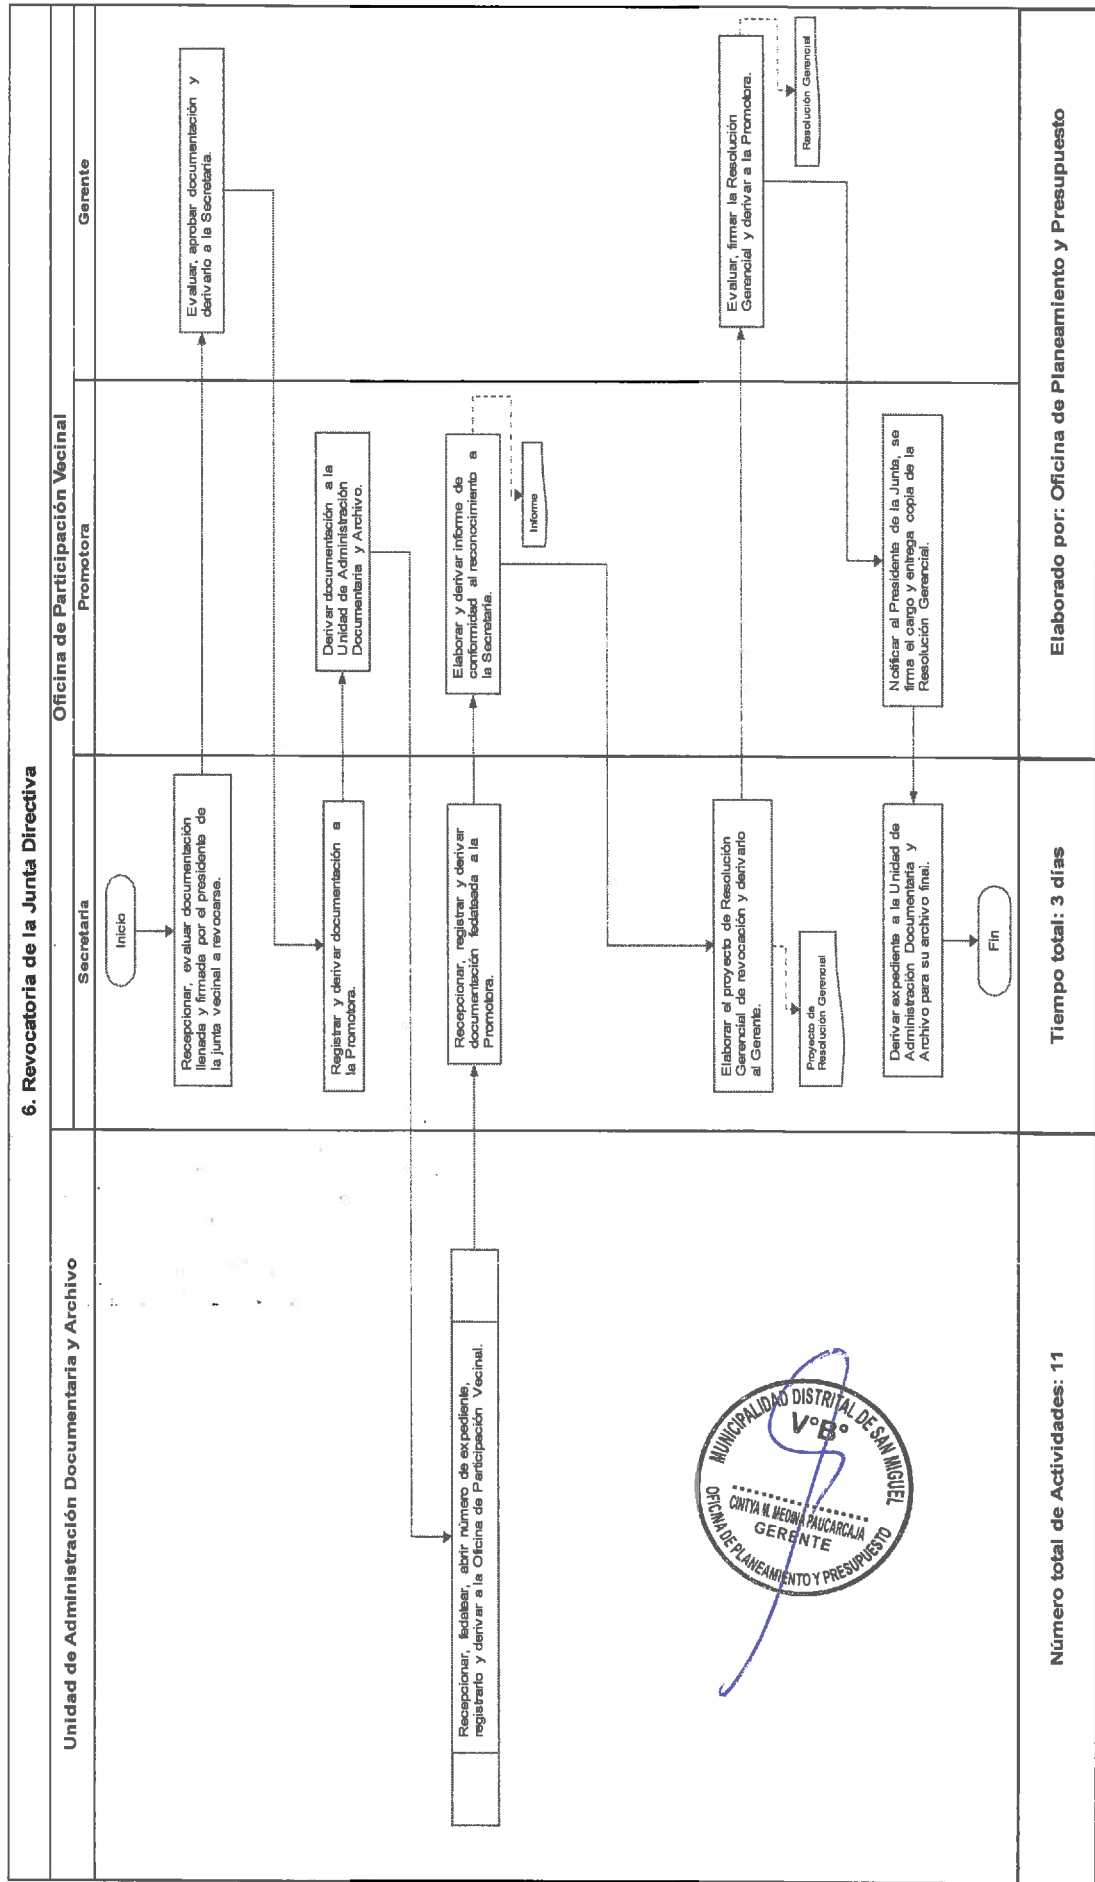 6. Revocatoria de la Junta Directiva
Unidad de Administración Documentaria y Archivo
Oficina de Participación Vecinal
Secretaria
Promotora
Gerente
Inicio
Recepcionar, evaluar documentación
llenada y firmada por el presidente de
la junta vecinal a revocarse.
Evaluar, aprobar documentación y
derivarlo a la Secretaria.
Registrar y derivar documentación a
la Promotora.
Derivar documentación a la
Unidad de Administración
Documentaria y Archivo.
Recepcionar, fedatear, abrir número de expediente,
registrarlo y derivar a la Oficina de Participación Vecinal.
Recepcionar, registrar y derivar
documentación fedateada a la
Promotora.
Elaborar y derivar informe de
conformidad al reconocimiento a
la Secretaria.
Informe
Elaborar el proyecto de Resolución
Gerencial de revocación y derivarlo
al Gerente.
Proyecto de
Resolución Gerencial
Evaluar, firmar la Resolución
Gerencial y derivar a la Promotora.
Resolución Gerencial
Notificar al Presidente de la Junta, se
firma el cargo y entrega copia de la
Resolución Gerencial.
Derivar expediente a la Unidad de
Administración Documentaria y
Archivo para su archivo final.
Fin
MUNICIPALIDAD DISTRITAL DE SAN MIGUEL
V°B°
CINTYA M. MEDINA PAUCARCAJA
GERENTE
OFICINA DE PLANEAMIENTO Y PRESUPUESTO
Número total de Actividades: 11
Tiempo total: 3 días
Elaborado por: Oficina de Planeamiento y Presupuesto